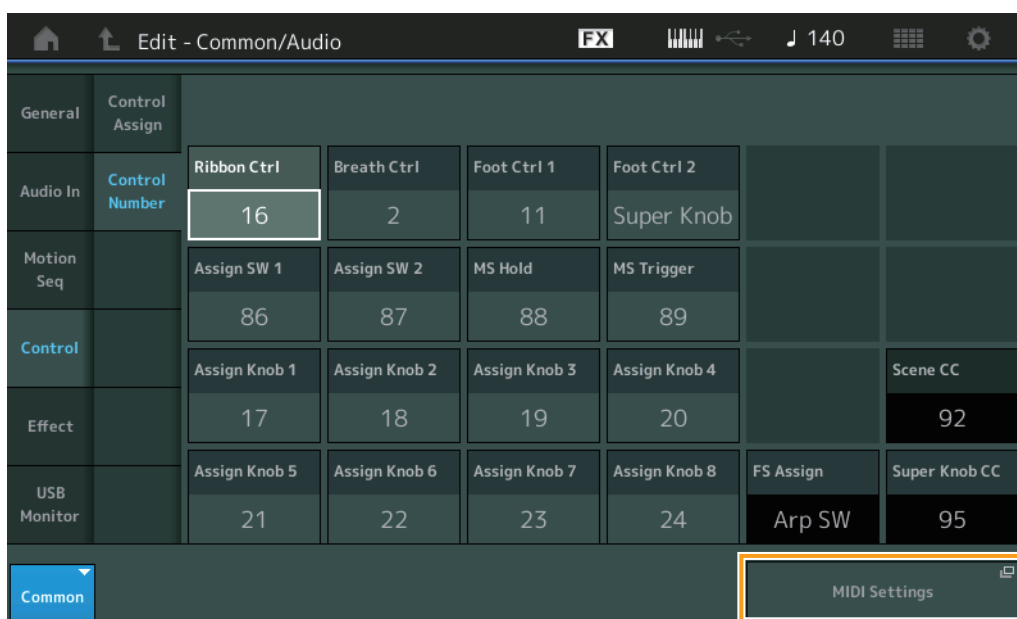 Edit - Common/Audio FX ♩ 140
General
Control
Assign
Audio In
Control
Number
Ribbon Ctrl Breath Ctrl Foot Ctrl 1 Foot Ctrl 2
16 2 11 Super Knob
Motion
Seq
Assign SW 1 Assign SW 2 MS Hold MS Trigger
86 87 88 89
Control
Assign Knob 1 Assign Knob 2 Assign Knob 3 Assign Knob 4 Scene CC
17 18 19 20 92
Effect
Assign Knob 5 Assign Knob 6 Assign Knob 7 Assign Knob 8 FS Assign Super Knob CC
21 22 23 24 Arp SW 95
USB
Monitor
Common MIDI Settings